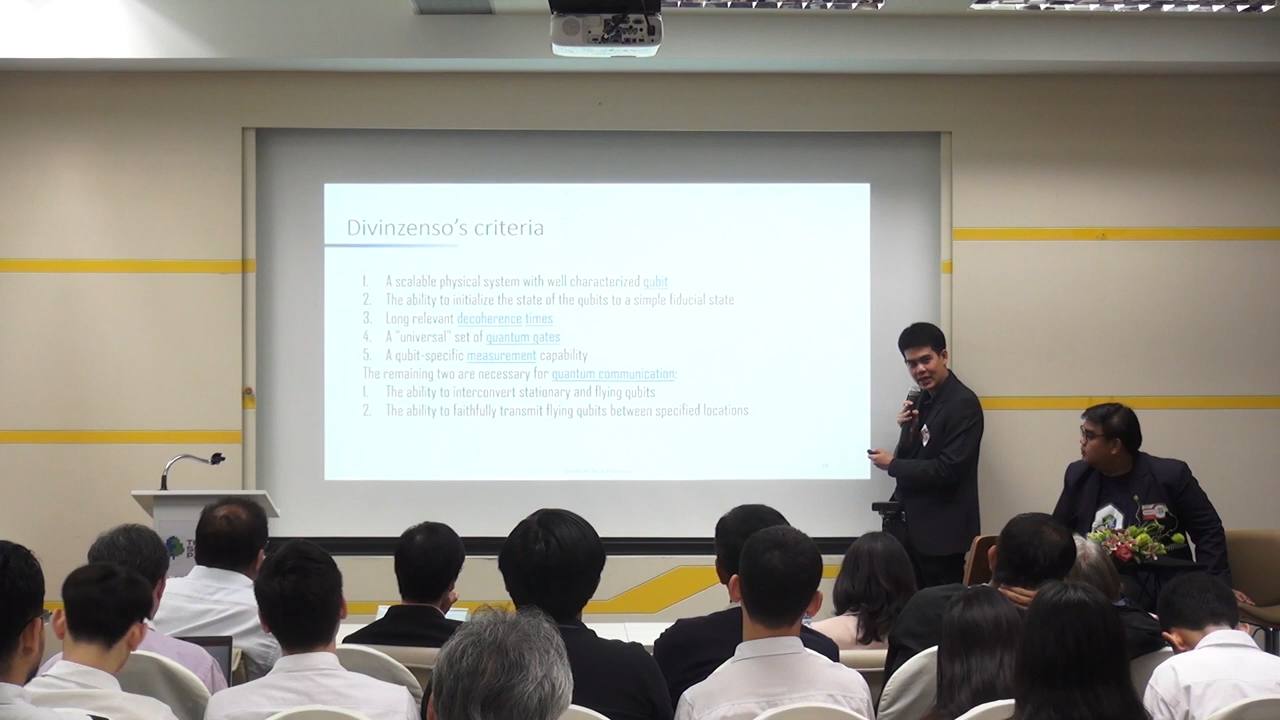 Divinzenso's criteria
1. A scalable physical system with well characterized qubit
2. The ability to initialize the state of the qubits to a simple fiducial state
3. Long relevant decoherence times
4. A "universal" set of quantum gates
5. A qubit-specific measurement capability
The remaining two are necessary for quantum communication:
1. The ability to interconvert stationary and flying qubits
2. The ability to faithfully transmit flying qubits between specified locations